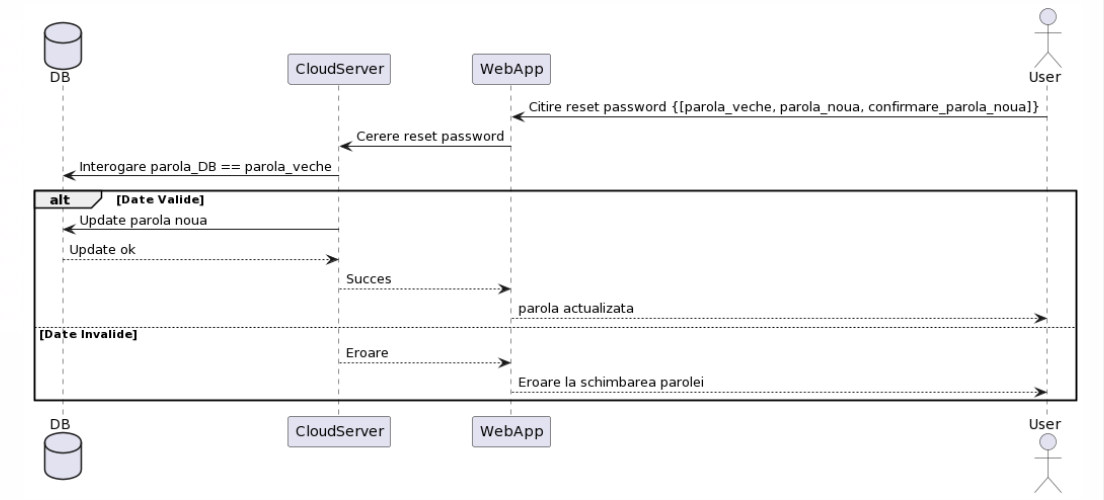 DB
CloudServer
WebApp
User
Citire reset password {[parola_veche, parola_noua, confirmare_parola_noua]}
Cerere reset password
Interogare parola_DB == parola_veche
alt [Date Valide]
Update parola noua
Update ok
Succes
parola actualizata
[Date Invalide]
Eroare
Eroare la schimbarea parolei
DB
CloudServer
WebApp
User